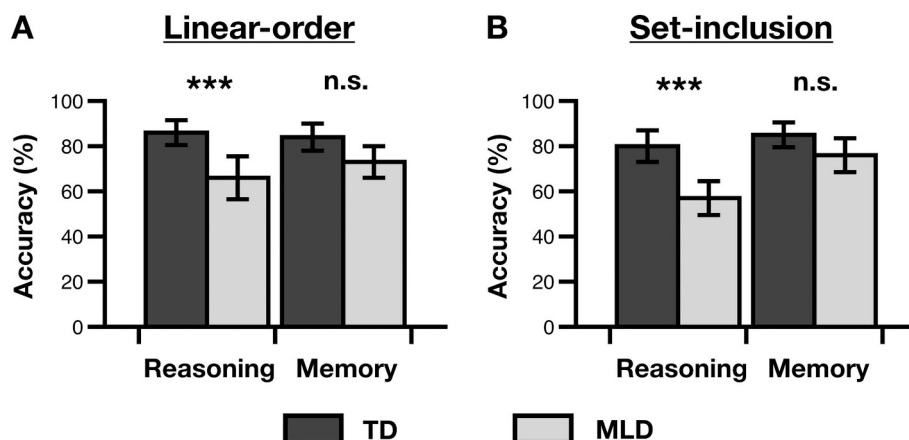 A Linear-order
B Set-inclusion
*** n.s.
*** n.s.
Accuracy (%)
100
80
60
40
20
0
Reasoning Memory
Accuracy (%)
100
80
60
40
20
0
Reasoning Memory
TD MLD